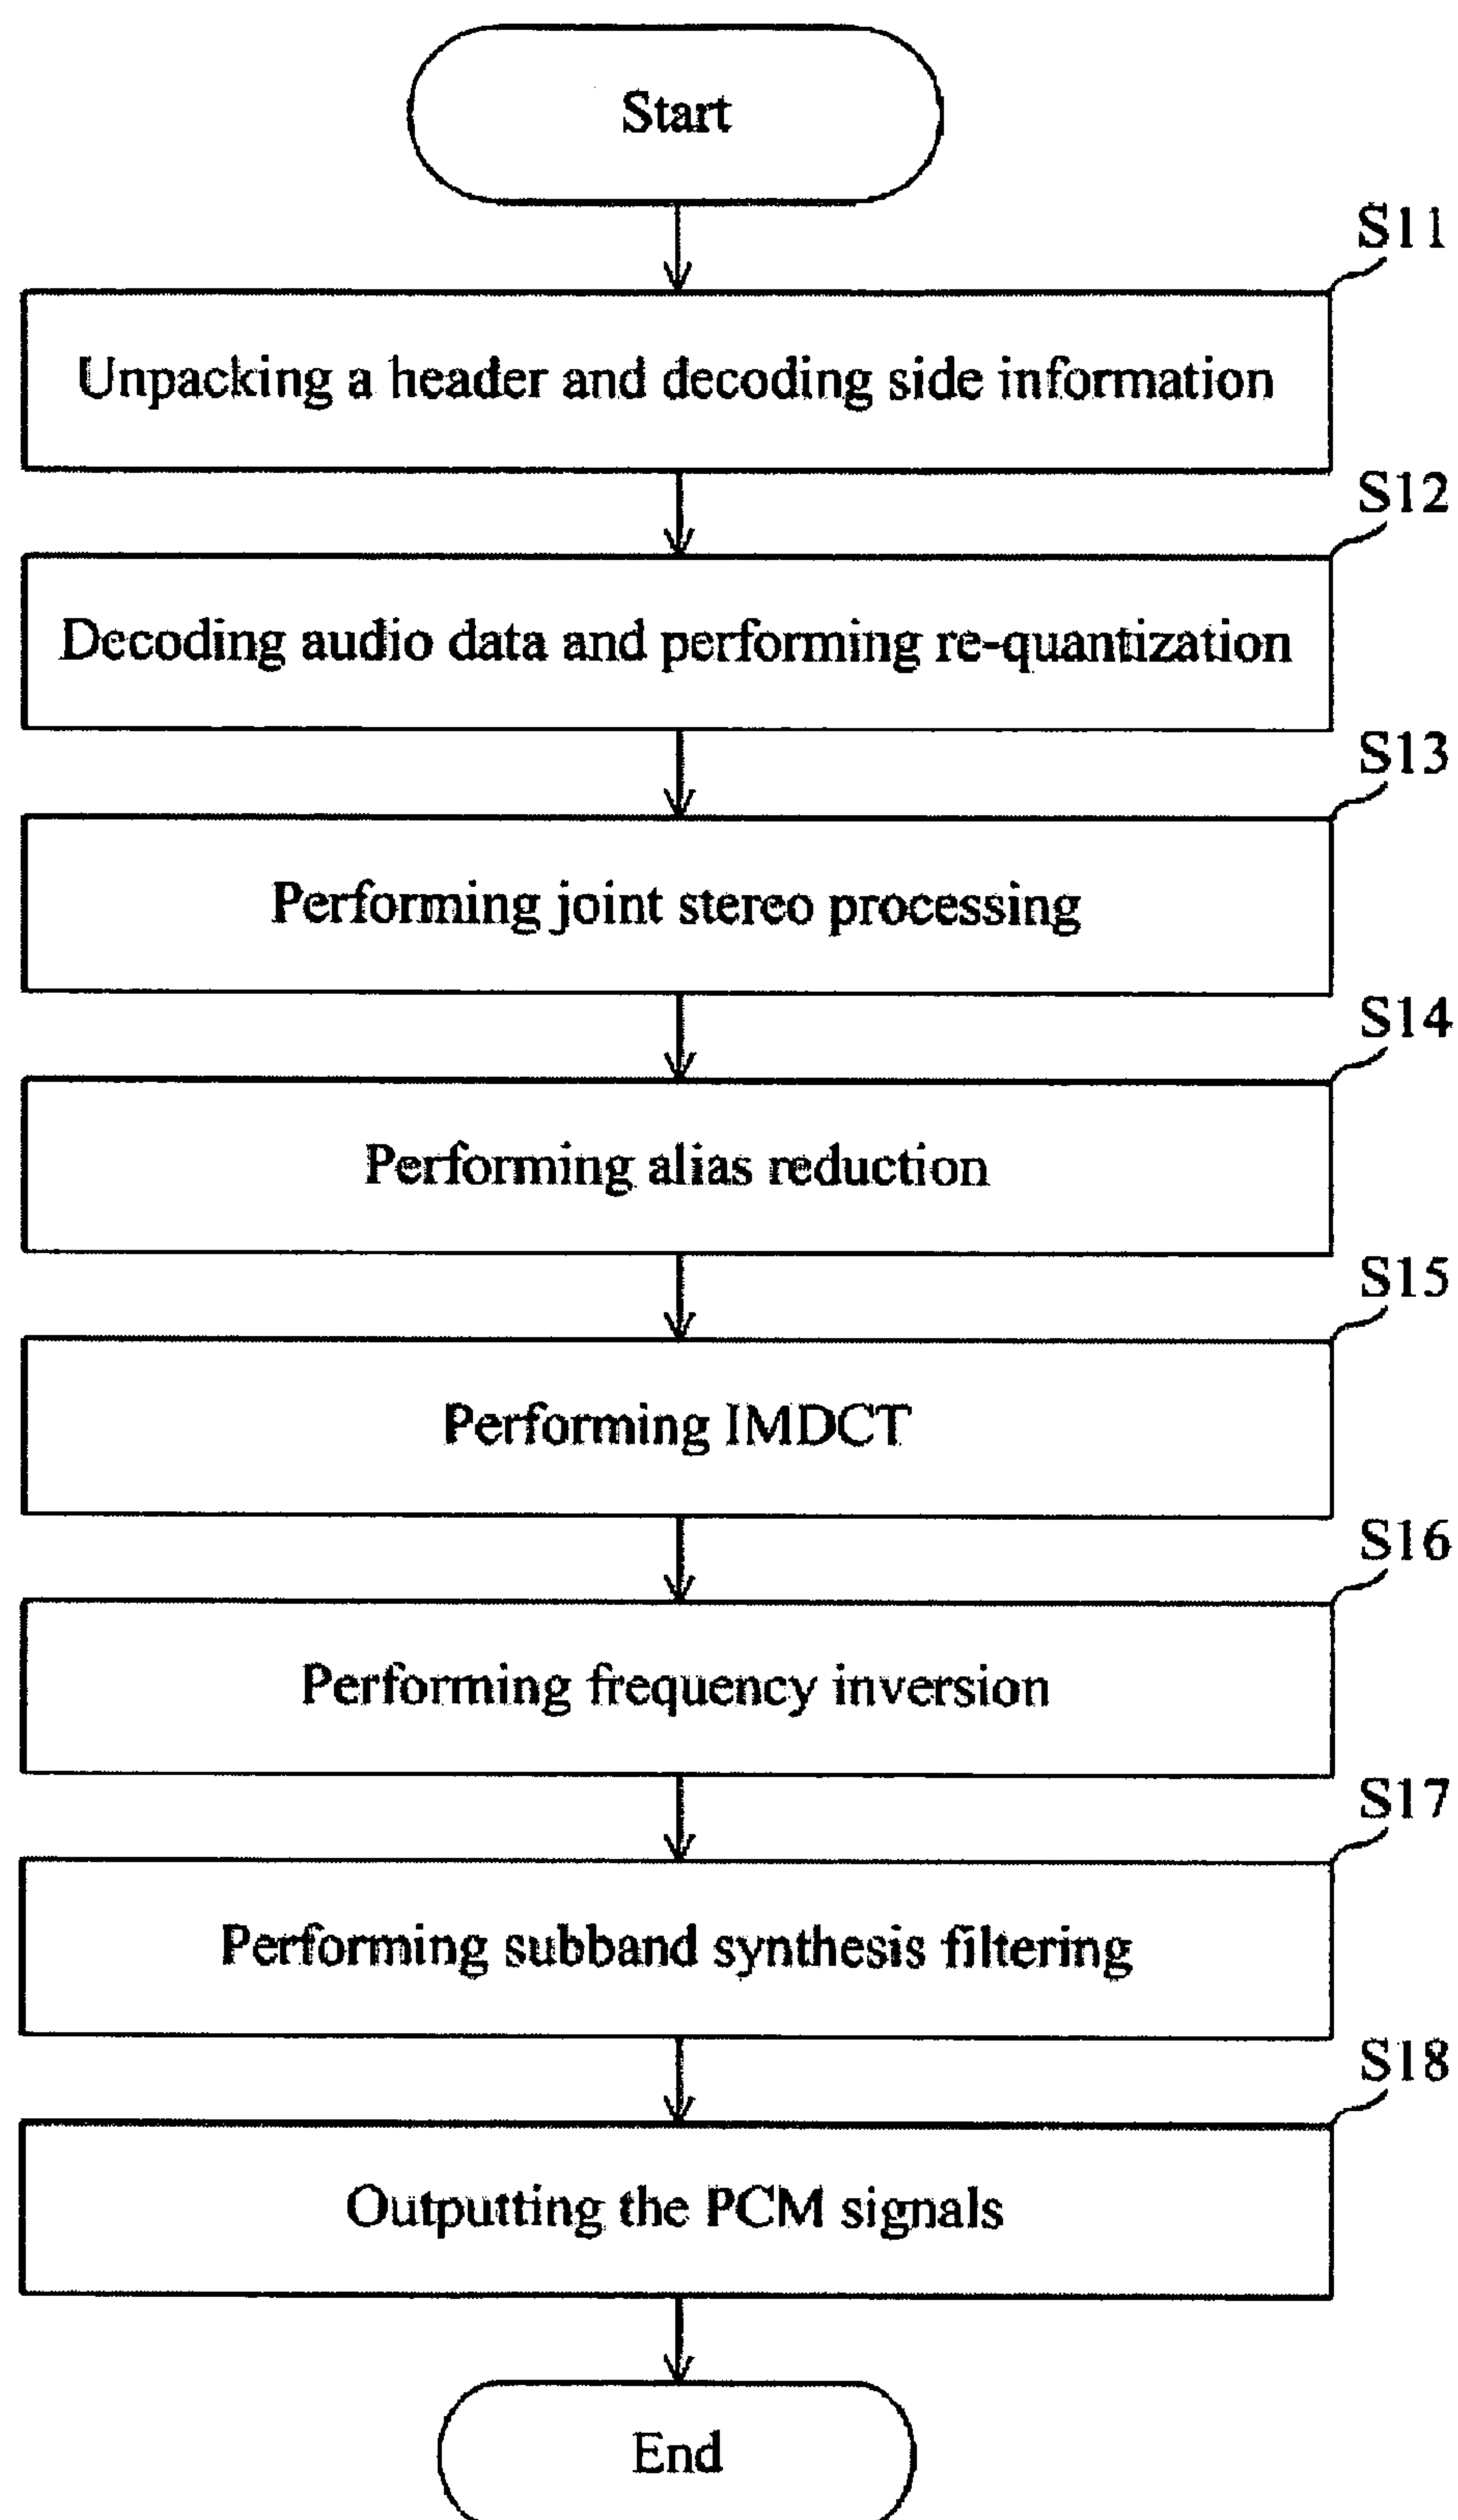 Start
S11
Unpacking a header and decoding side information
S12
Decoding audio data and performing re-quantization
S13
Performing joint stereo processing
S14
Performing alias reduction
S15
Performing IMDCT
S16
Performing frequency inversion
S17
Performing subband synthesis filtering
S18
Outputting the PCM signals
End